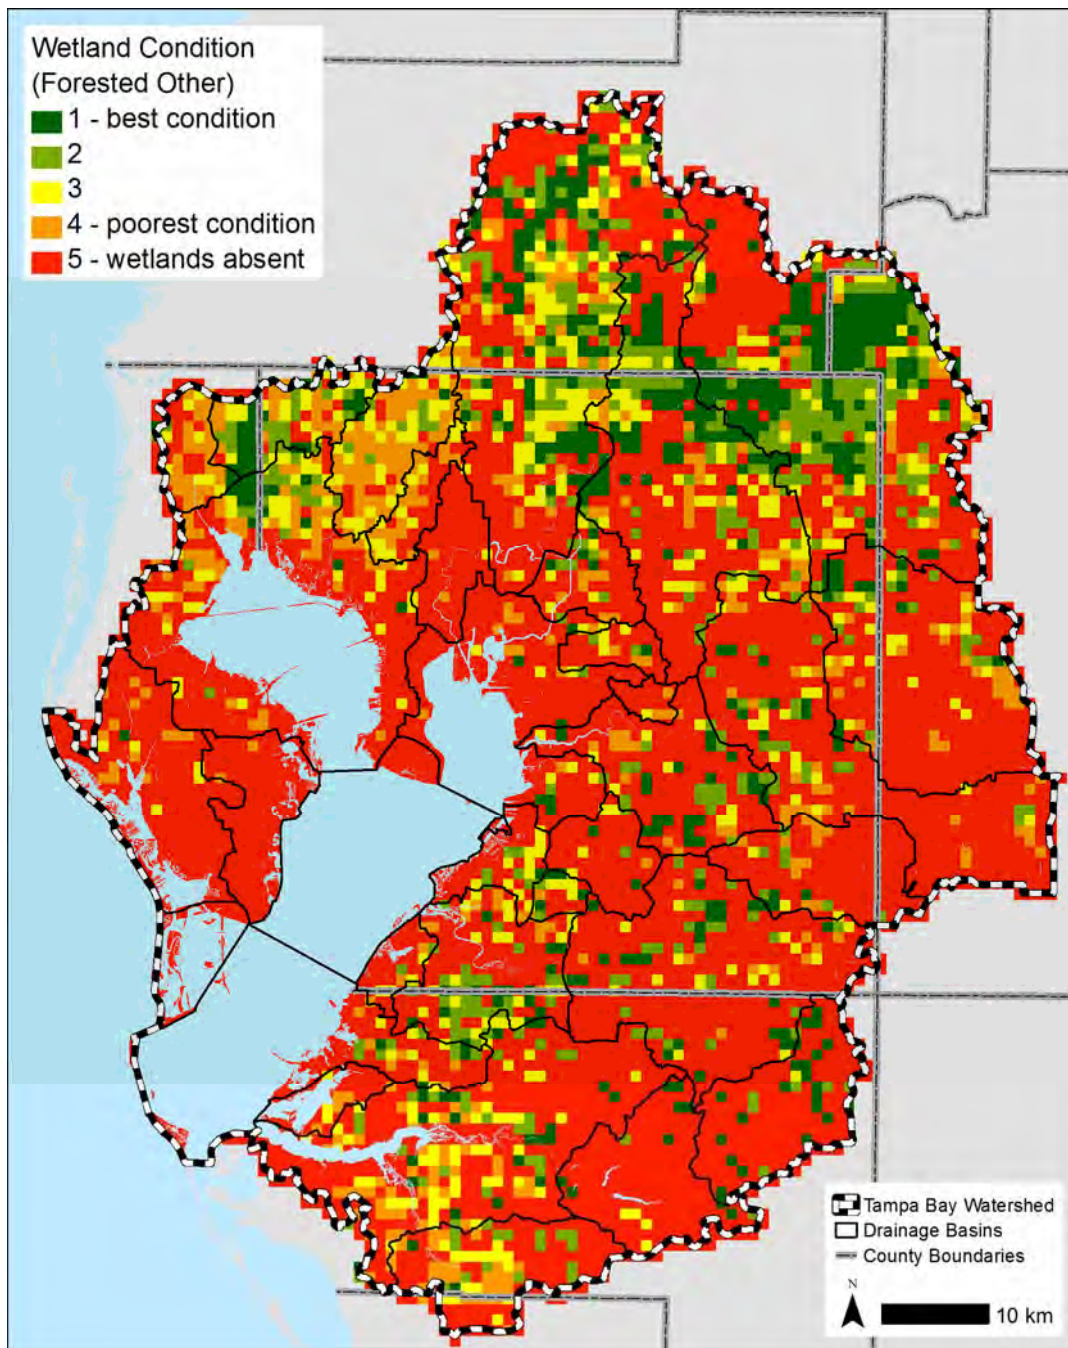 Wetland Condition
(Forested Other)
1 - best condition
2
3
4 - poorest condition
5 - wetlands absent
Tampa Bay Watershed
Drainage Basins
County Boundaries
N
10 km